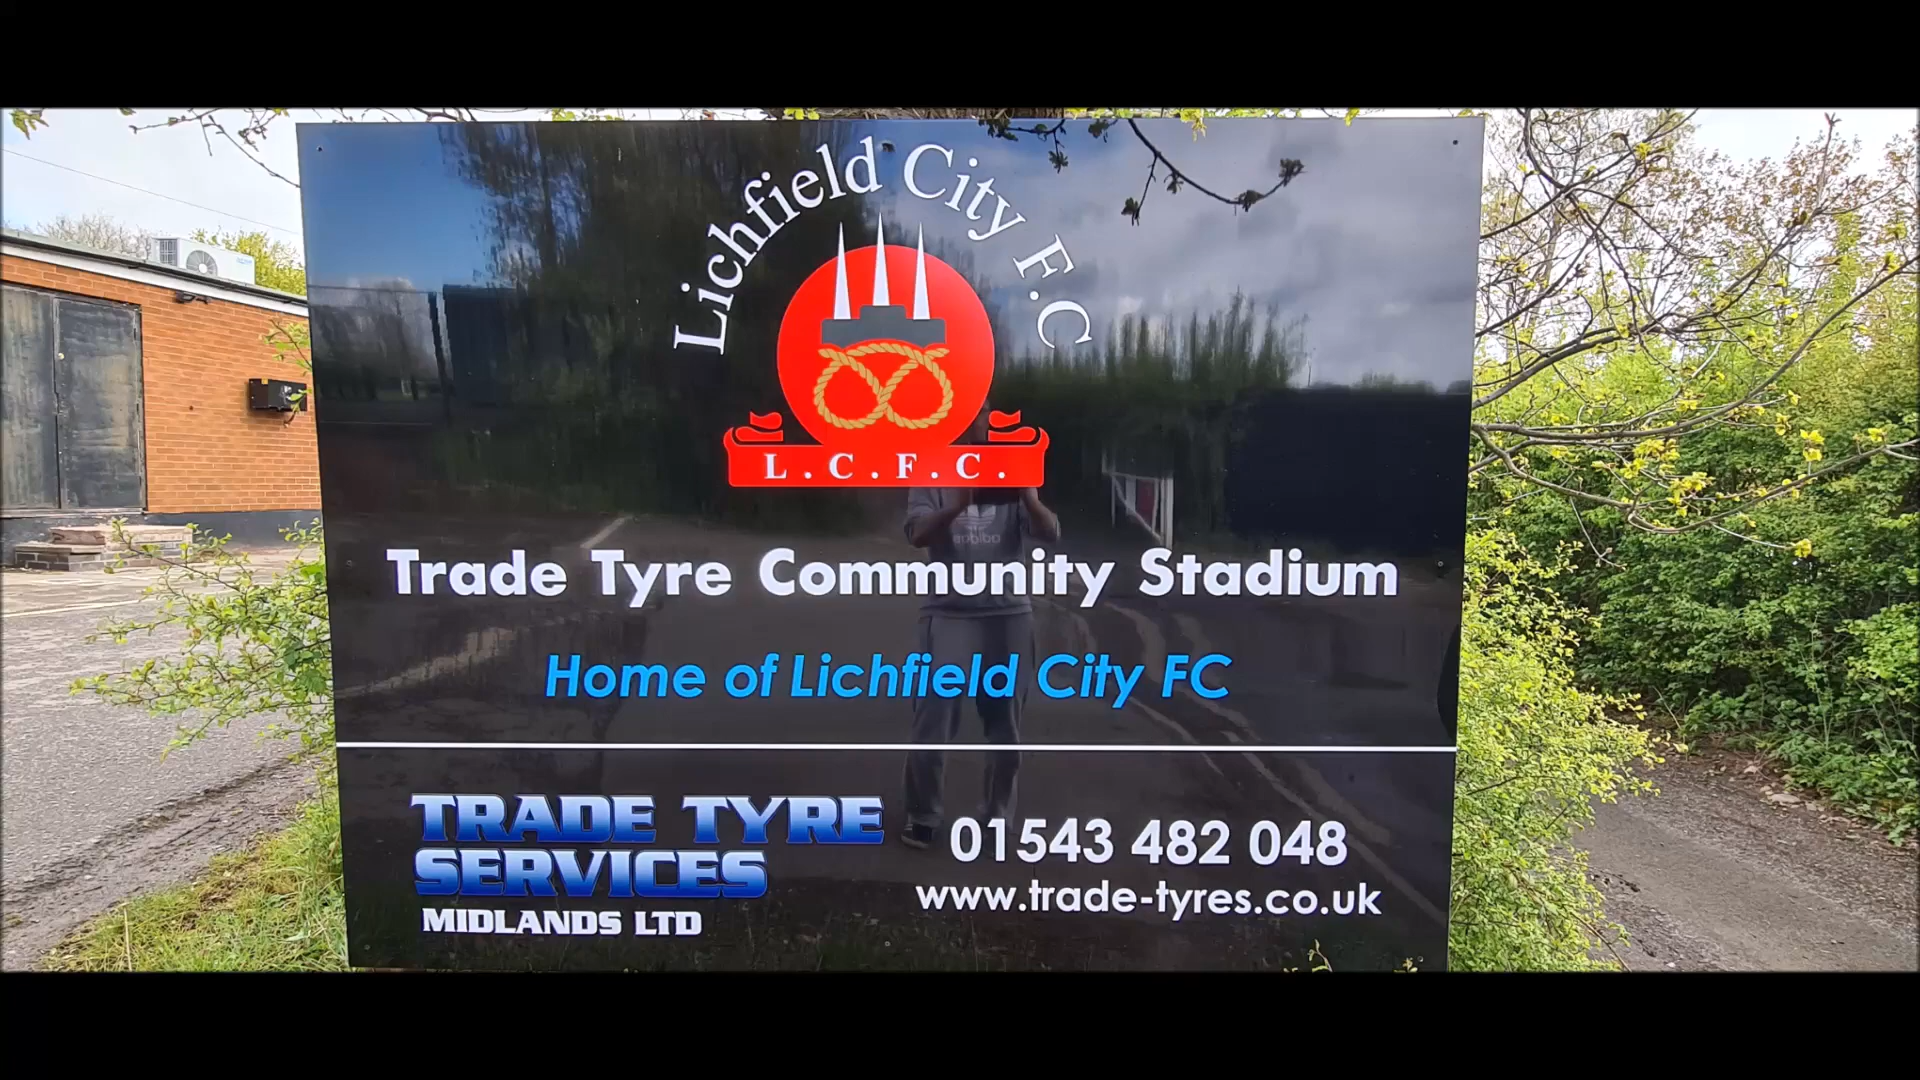 Lichfield City F.C
L.C.F.C.
Trade Tyre Community Stadium
Home of Lichfield City FC
TRADE TYRE
SERVICES
MIDLANDS LTD
01543 482 048
www.trade-tyres.co.uk